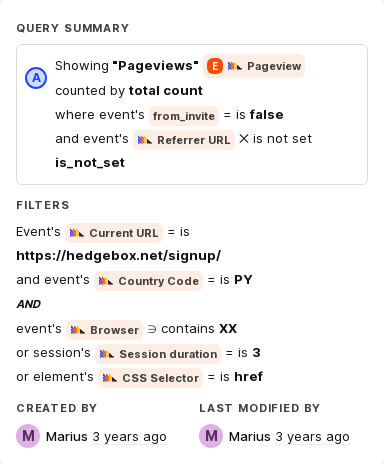 QUERY SUMMARY
A
Showing "Pageviews" E Pageview
counted by total count
where event's from_invite = is false
and event's Referrer URL ✕ is not set
is_not_set
FILTERS
Event's Current URL = is
https://hedgebox.net/signup/
and event's Country Code = is PY
AND
event's Browser ∋ contains XX
or session's Session duration = is 3
or element's CSS Selector = is href
CREATED BY
M Marius 3 years ago
LAST MODIFIED BY
M Marius 3 years ago